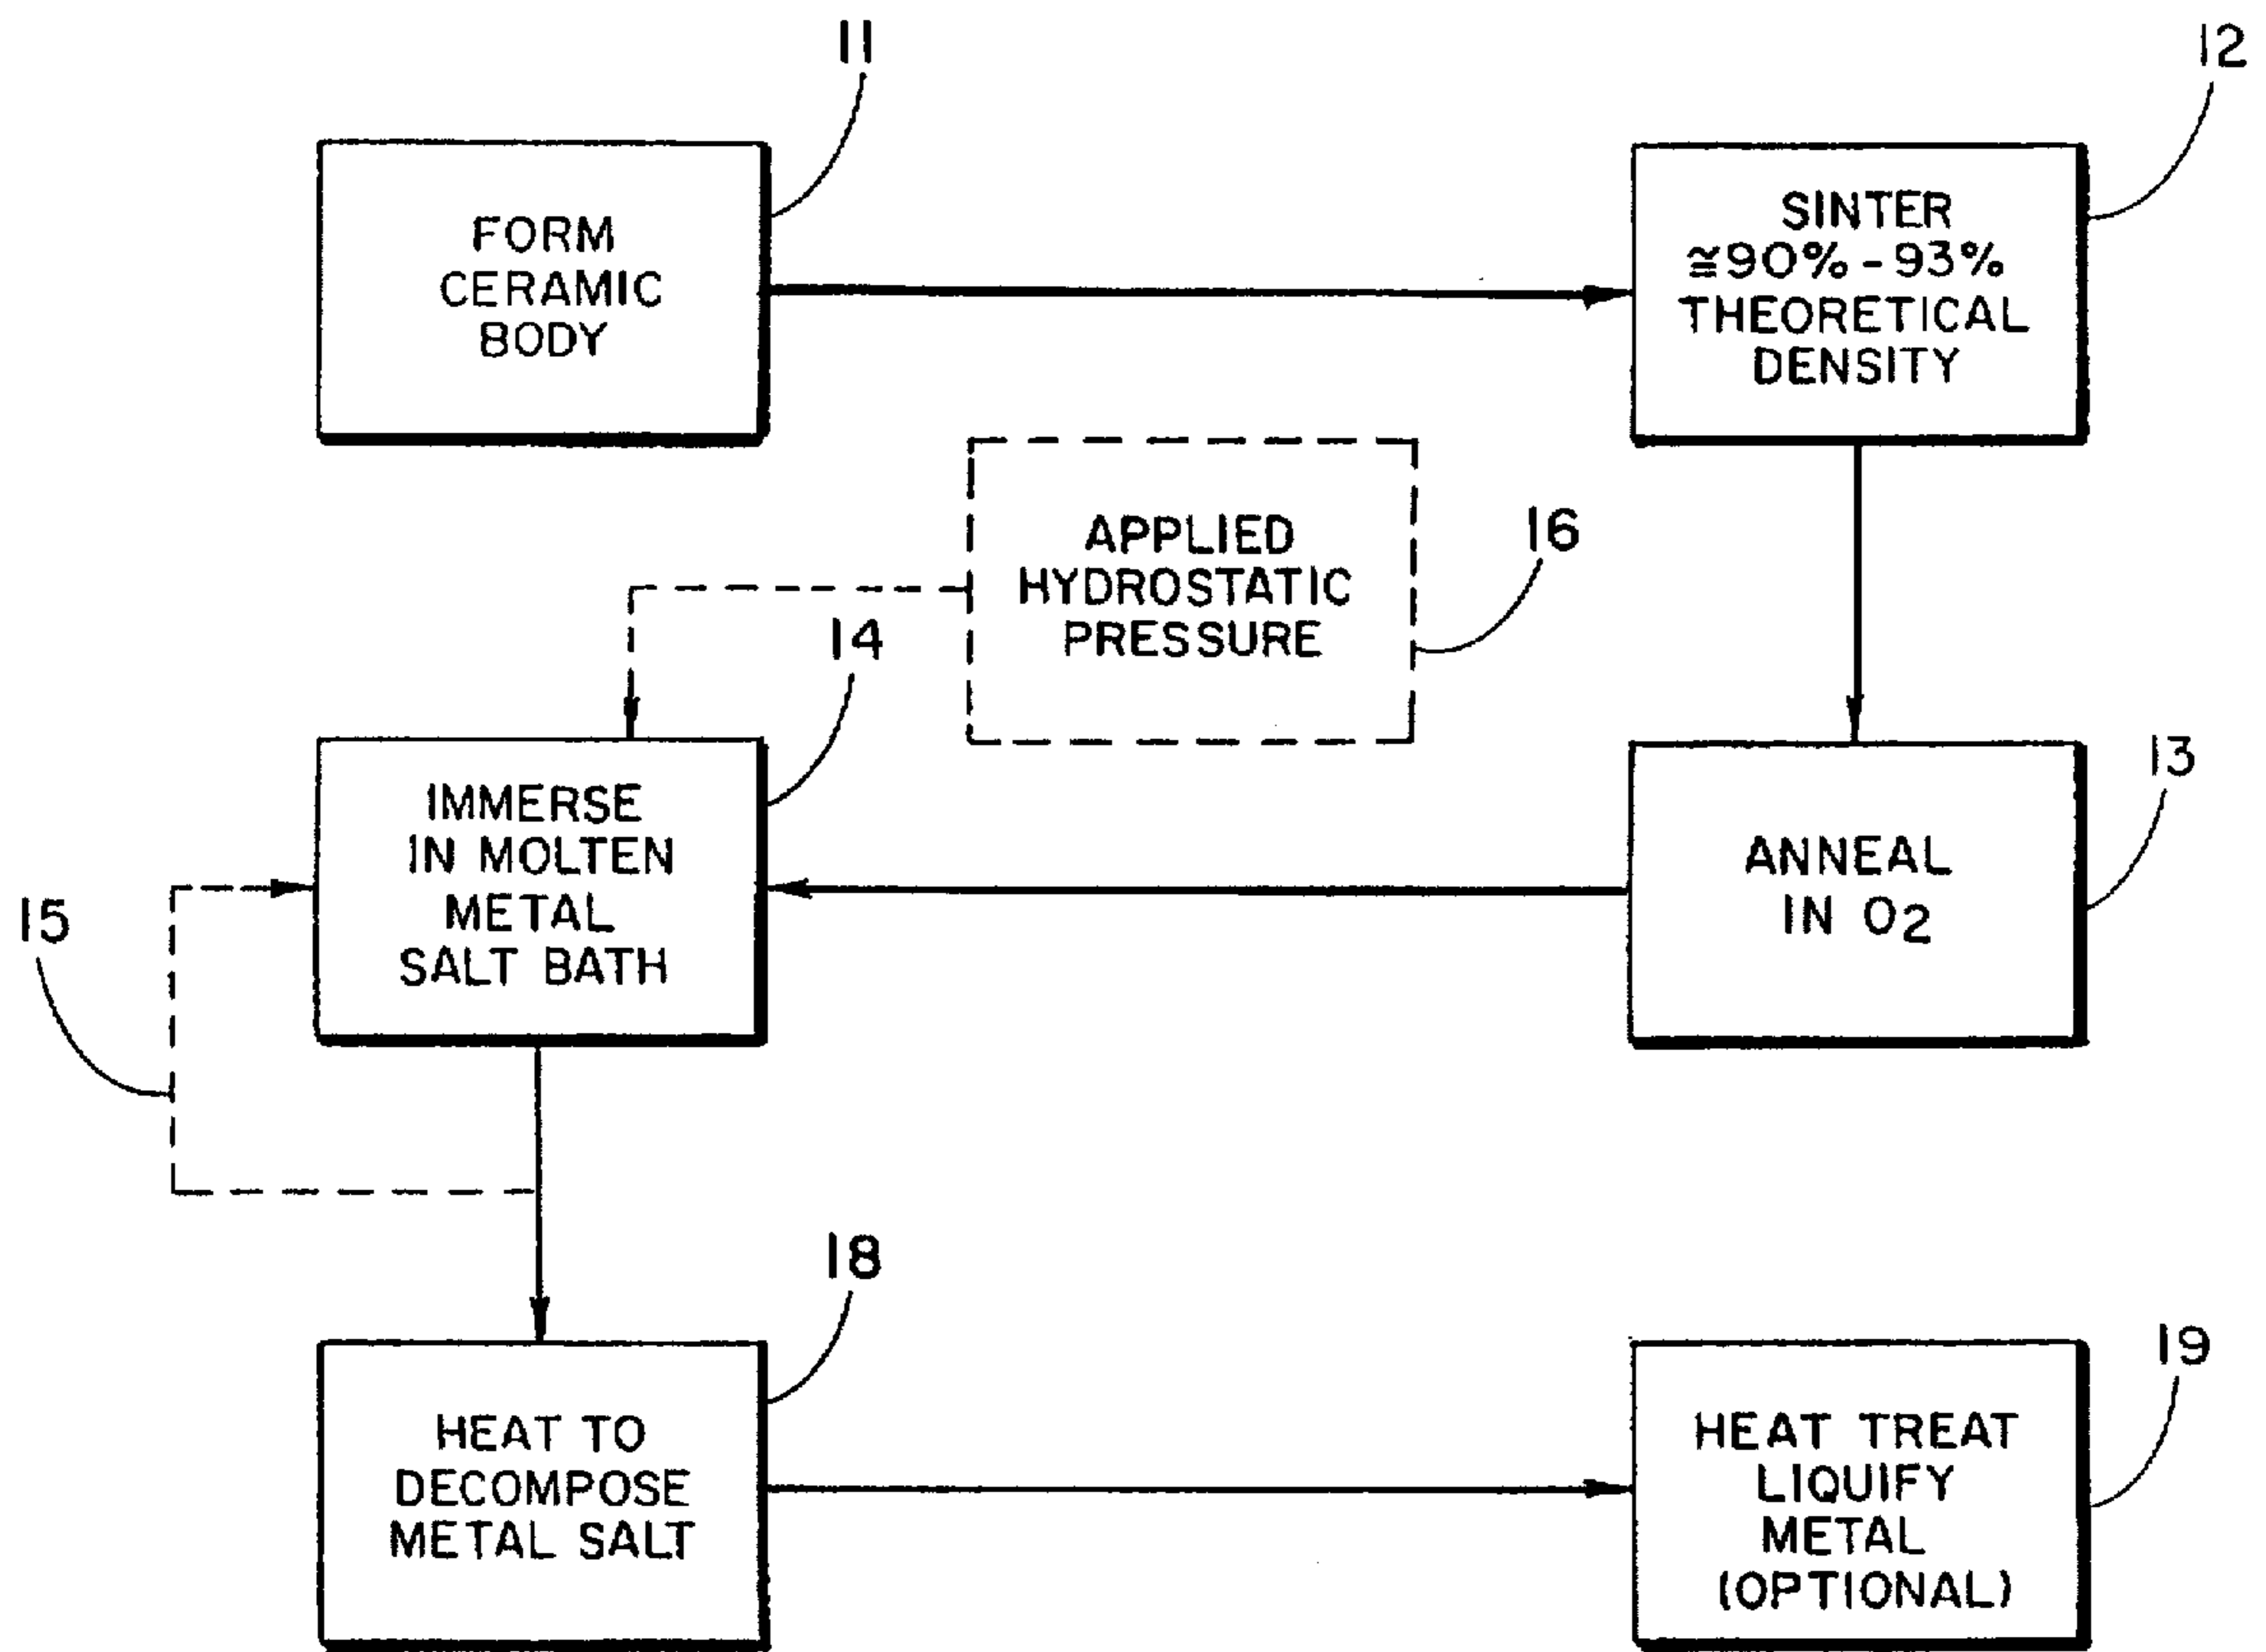 11
FORM
CERAMIC
BODY
12
SINTER
≅90%-93%
THEORETICAL
DENSITY
16
APPLIED
HYDROSTATIC
PRESSURE
14
IMMERSE
IN MOLTEN
METAL
SALT BATH
13
ANNEAL
IN O2
15
18
HEAT TO
DECOMPOSE
METAL SALT
19
HEAT TREAT
LIQUIFY
METAL
(OPTIONAL)